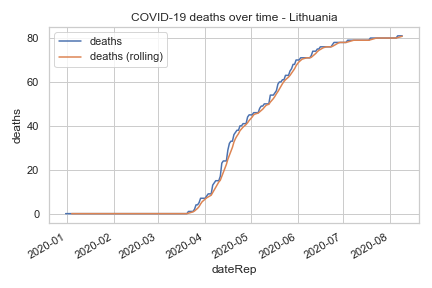 COVID-19 deaths over time - Lithuania
deaths
deaths (rolling)
80
60
40
20
0
deaths
2020-01
2020-02
2020-03
2020-04
2020-05
2020-06
2020-07
2020-08
dateRep